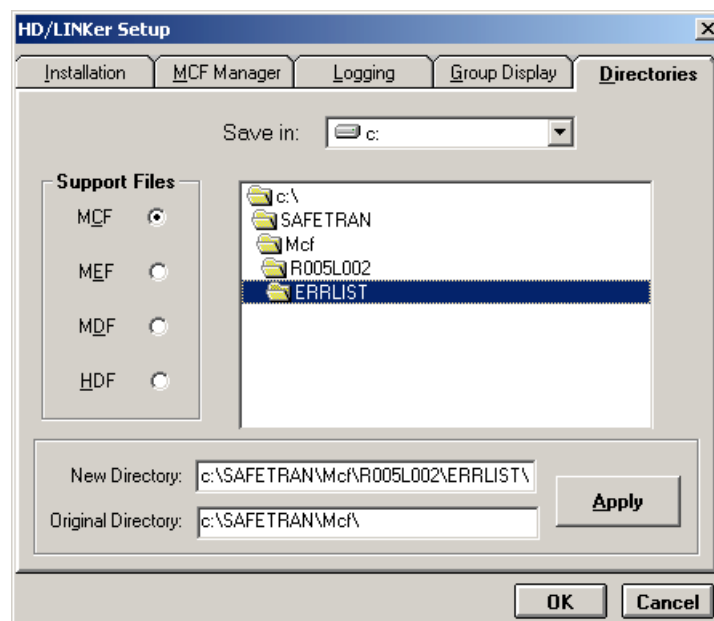 HD/LINKer Setup
Installation MCF Manager Logging Group Display Directories
Save in: c:
Support Files
MCF
MEF
MDF
HDF
c:\
SAFETRAN
Mcf
R005L002
ERRLIST
New Directory: c:\SAFETRAN\Mcf\R005L002\ERRLIST\
Original Directory: c:\SAFETRAN\Mcf\
Apply
OK Cancel